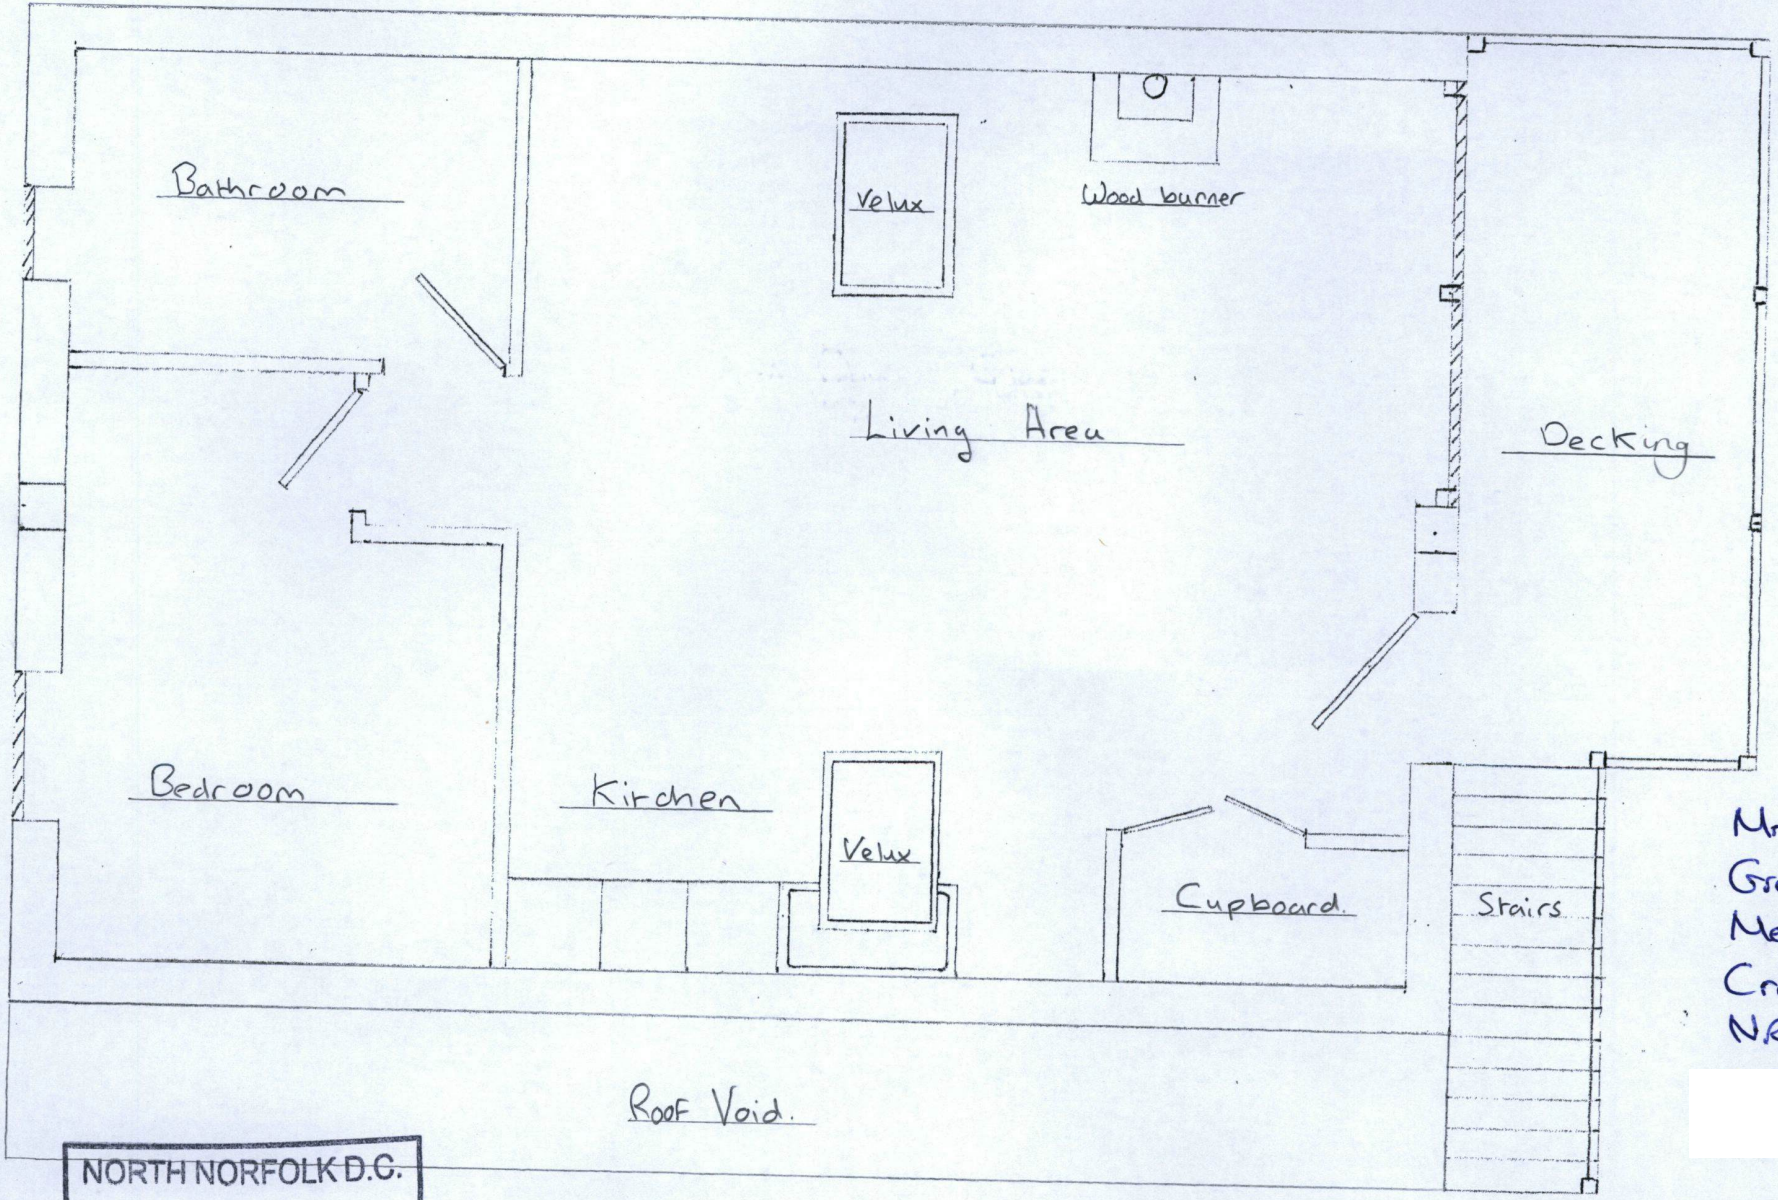 Bathroom
Velux
Wood burner
Living Area
Decking
Bedroom
Kitchen
Velux
Cupboard.
Stairs
Roof Void.
NORTH NORFOLK D.C.